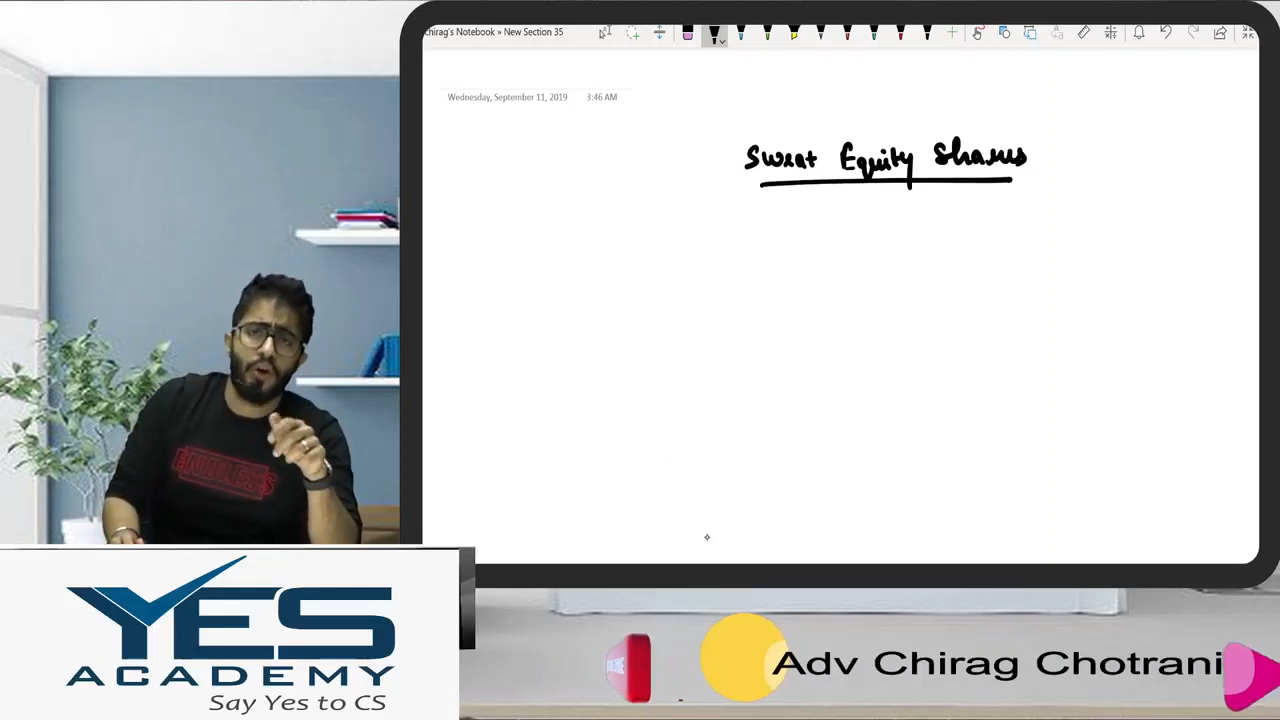 chirag's Notebook » New Section 35
Wednesday, September 11, 2019 3:46 AM
Sweat Equity Shares
YES
ACADEMY
Say Yes to CS
Adv Chirag Chotrani